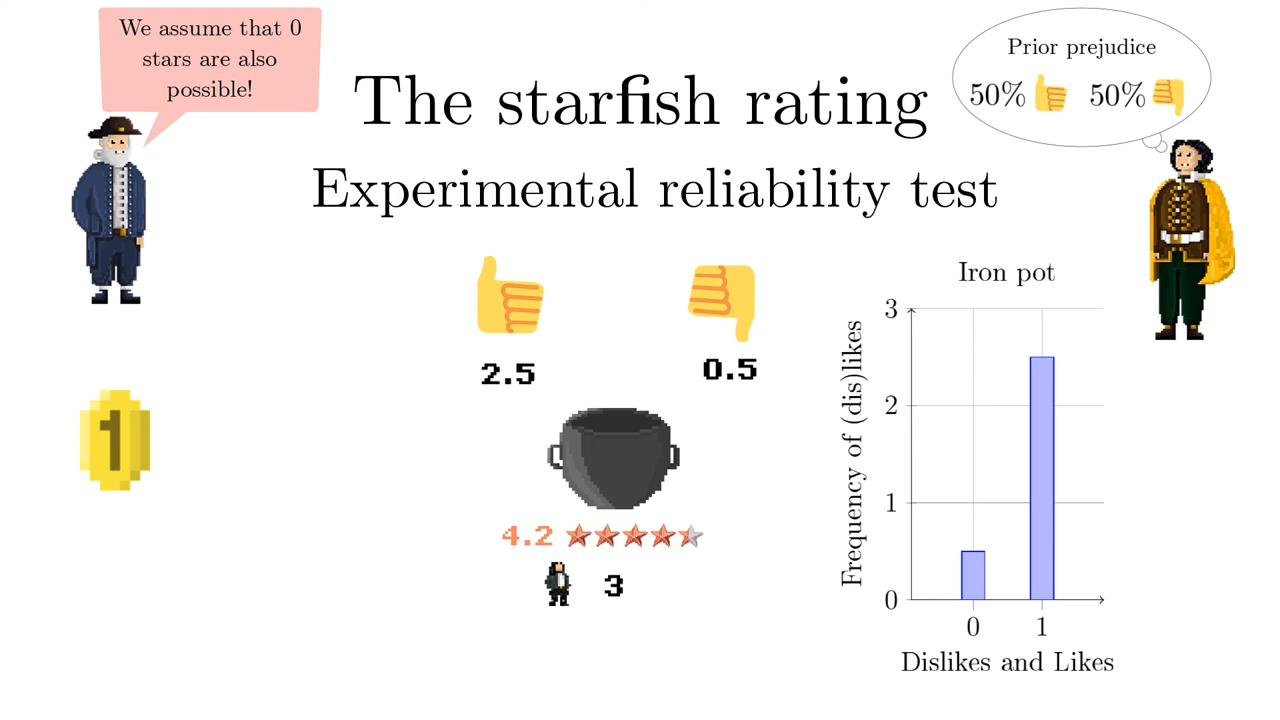 We assume that 0
stars are also
possible!
The starfish rating
Experimental reliability test
Prior prejudice
50% 50%
2.5
0.5
1
4.2
3
Iron pot
Frequency of (dis)likes
3
2
1
0
0 1
Dislikes and Likes